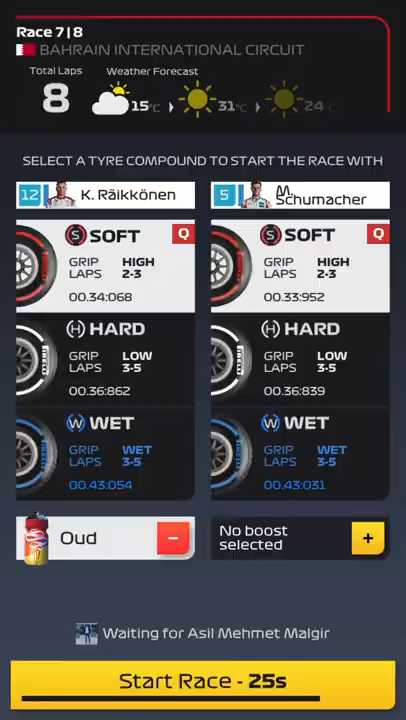 Race 7|8
BAHRAIN INTERNATIONAL CIRCUIT
Total Laps
Weather Forecast
8
15°C
31°C
24°C
SELECT A TYRE COMPOUND TO START THE RACE WITH
12 K. Räikkönen
5 M. Schumacher
S SOFT Q
GRIP HIGH
LAPS 2-3
00.34:068
S SOFT Q
GRIP HIGH
LAPS 2-3
00.33:952
H HARD
GRIP LOW
LAPS 3-5
00.36:862
H HARD
GRIP LOW
LAPS 3-5
00.36:839
W WET
GRIP WET
LAPS 3-5
00.43:054
W WET
GRIP WET
LAPS 3-5
00.43:031
Oud
No boost
selected
Waiting for Asil Mehmet Malgir
Start Race - 25s